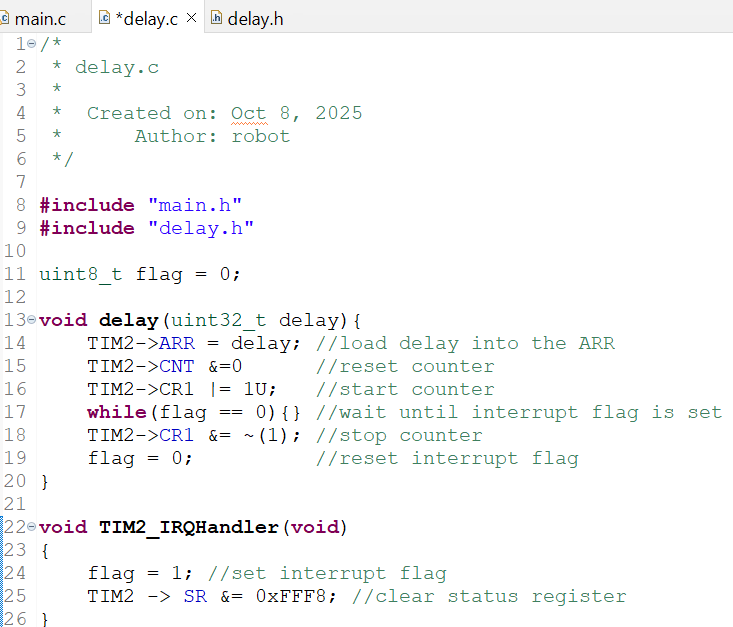 main.c *delay.c delay.h
1 /*
2  * delay.c
3  *
4  *  Created on: Oct 8, 2025
5  *      Author: robot
6  */
7
8 #include "main.h"
9 #include "delay.h"
10
11 uint8_t flag = 0;
12
13 void delay(uint32_t delay){
14     TIM2->ARR = delay; //load delay into the ARR
15     TIM2->CNT &=0      //reset counter
16     TIM2->CR1 |= 1U;   //start counter
17     while(flag == 0){} //wait until interrupt flag is set
18     TIM2->CR1 &= ~(1); //stop counter
19     flag = 0;          //reset interrupt flag
20 }
21
22 void TIM2_IRQHandler(void)
23 {
24     flag = 1; //set interrupt flag
25     TIM2 -> SR &= 0xFFF8; //clear status register
26 }